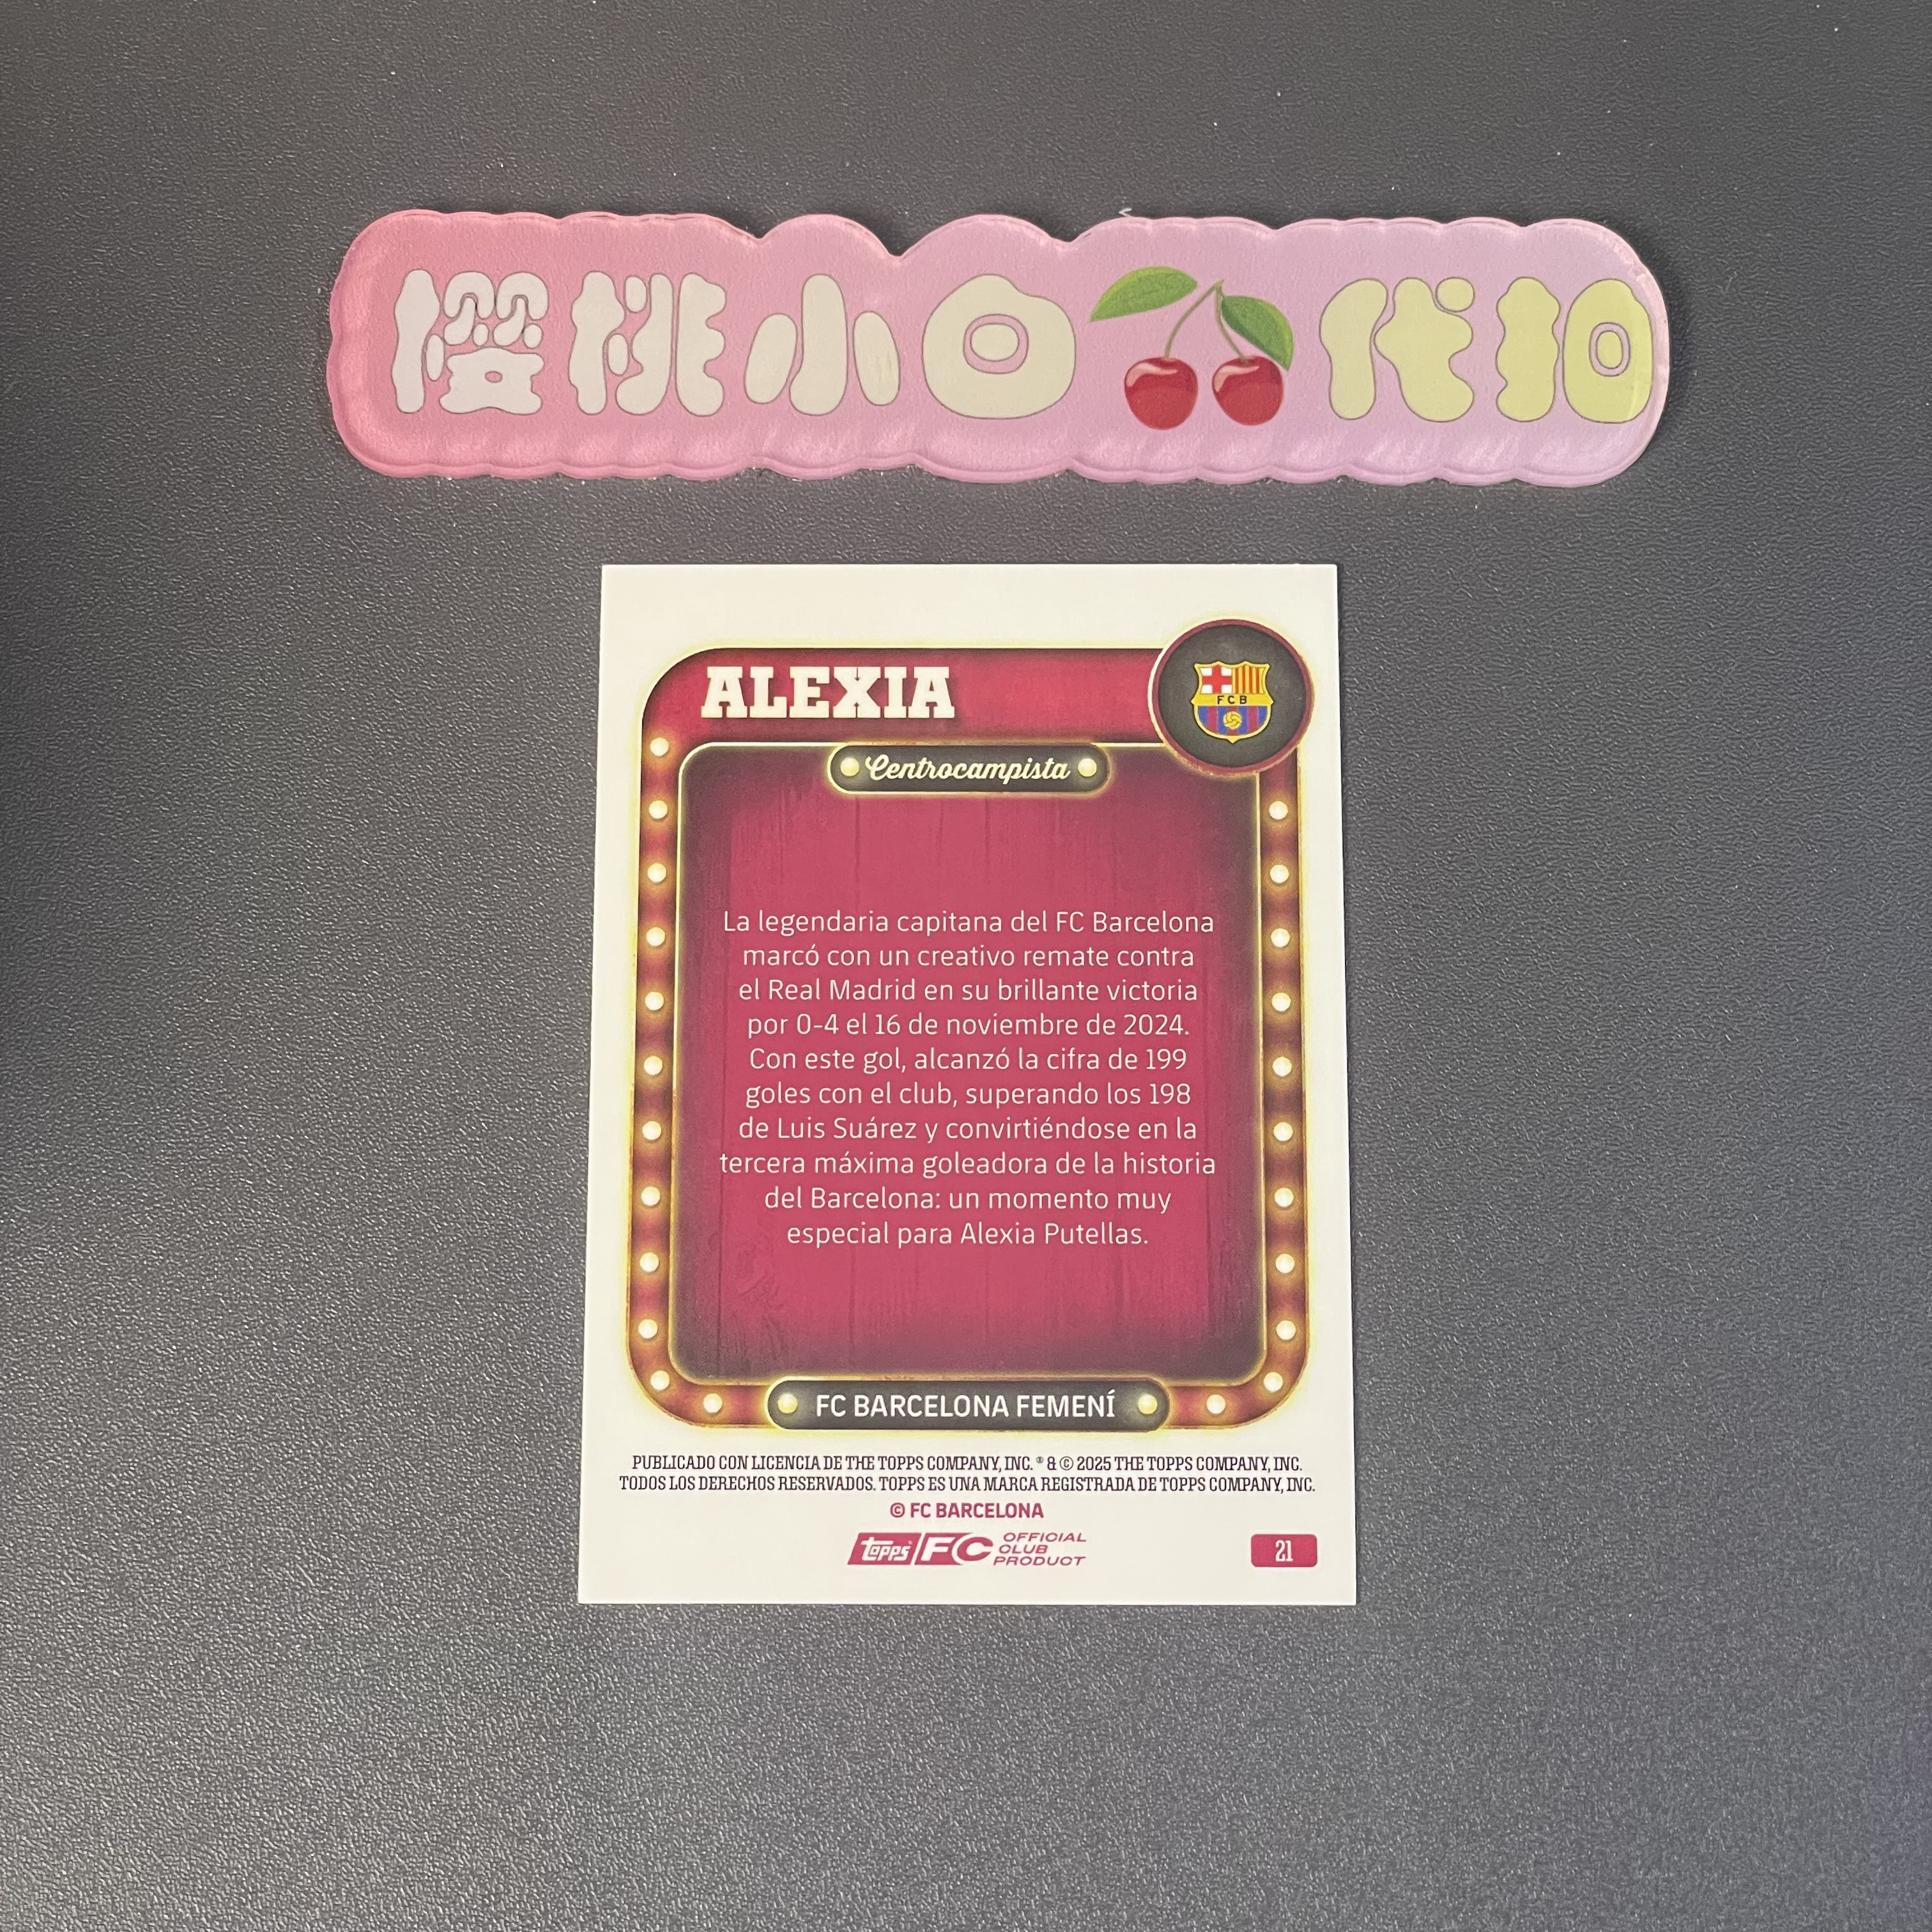 樱桃小口代拍
ALEXIA
FCB
Centrocampista
La legendaria capitana del FC Barcelona
marcó con un creativo remate contra
el Real Madrid en su brillante victoria
por 0-4 el 16 de noviembre de 2024.
Con este gol, alcanzó la cifra de 199
goles con el club, superando los 198
de Luis Suárez y convirtiéndose en la
tercera máxima goleadora de la historia
del Barcelona: un momento muy
especial para Alexia Putellas.
FC BARCELONA FEMENÍ
PUBLICADO CON LICENCIA DE THE TOPPS COMPANY, INC. ® & © 2025 THE TOPPS COMPANY, INC.
TODOS LOS DERECHOS RESERVADOS. TOPPS ES UNA MARCA REGISTRADA DE TOPPS COMPANY, INC.
© FC BARCELONA
topps FC OFFICIAL
CLUB
PRODUCT
21